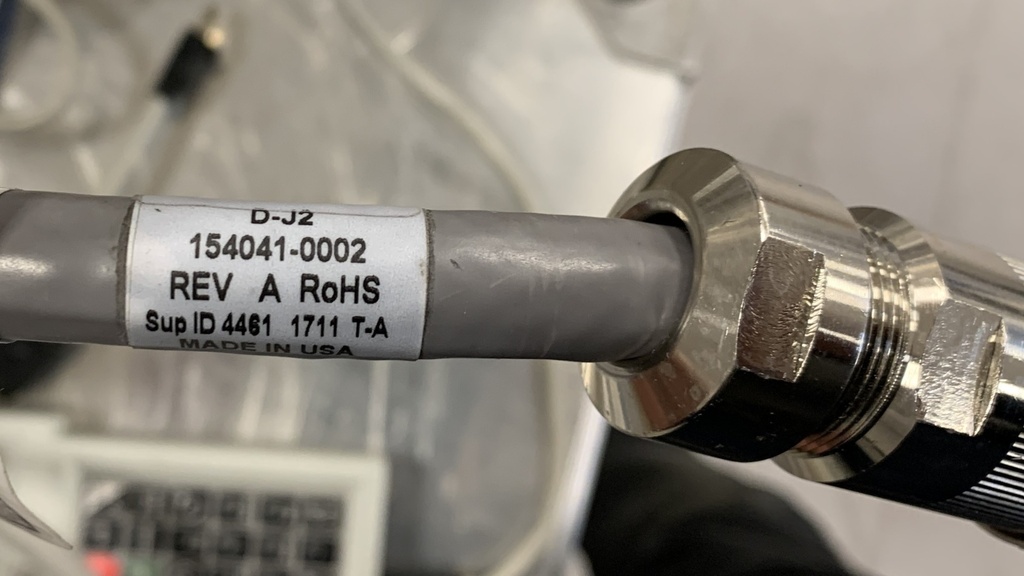 D-J2
154041-0002
REV A RoHS
Sup ID 4461 1711 T-A
MADE IN USA